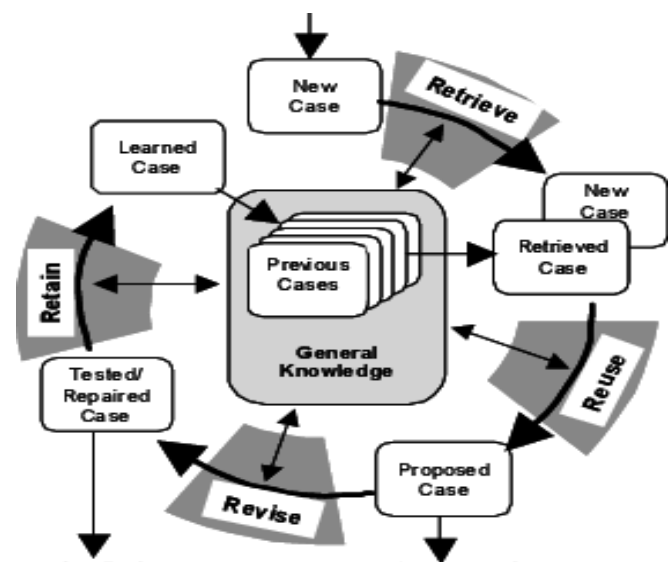 New
Case
Retrieve
Learned
Case
New
Case
Retrieved
Case
Previous
Cases
General
Knowledge
Retain
Reuse
Tested/
Repaired
Case
Proposed
Case
Revise